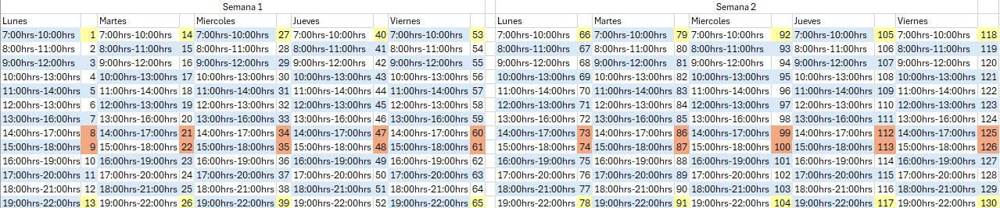 Semana 1 Semana 2
Lunes Martes Miercoles Jueves Viernes Lunes Martes Miercoles Jueves Viernes
7:00hrs-10:00hrs 1 7:00hrs-10:00hrs 14 7:00hrs-10:00hrs 27 7:00hrs-10:00hrs 40 7:00hrs-10:00hrs 53 7:00hrs-10:00hrs 66 7:00hrs-10:00hrs 79 7:00hrs-10:00hrs 92 7:00hrs-10:00hrs 105 7:00hrs-10:00hrs 118
8:00hrs-11:00hrs 2 8:00hrs-11:00hrs 15 8:00hrs-11:00hrs 28 8:00hrs-11:00hrs 41 8:00hrs-11:00hrs 54 8:00hrs-11:00hrs 67 8:00hrs-11:00hrs 80 8:00hrs-11:00hrs 93 8:00hrs-11:00hrs 106 8:00hrs-11:00hrs 119
9:00hrs-12:00hrs 3 9:00hrs-12:00hrs 16 9:00hrs-12:00hrs 29 9:00hrs-12:00hrs 42 9:00hrs-12:00hrs 55 9:00hrs-12:00hrs 68 9:00hrs-12:00hrs 81 9:00hrs-12:00hrs 94 9:00hrs-12:00hrs 107 9:00hrs-12:00hrs 120
10:00hrs-13:00hrs 4 10:00hrs-13:00hrs 17 10:00hrs-13:00hrs 30 10:00hrs-13:00hrs 43 10:00hrs-13:00hrs 56 10:00hrs-13:00hrs 69 10:00hrs-13:00hrs 82 10:00hrs-13:00hrs 95 10:00hrs-13:00hrs 108 10:00hrs-13:00hrs 121
11:00hrs-14:00hrs 5 11:00hrs-14:00hrs 18 11:00hrs-14:00hrs 31 11:00hrs-14:00hrs 44 11:00hrs-14:00hrs 57 11:00hrs-14:00hrs 70 11:00hrs-14:00hrs 83 11:00hrs-14:00hrs 96 11:00hrs-14:00hrs 109 11:00hrs-14:00hrs 122
12:00hrs-13:00hrs 6 12:00hrs-13:00hrs 19 12:00hrs-13:00hrs 32 12:00hrs-13:00hrs 45 12:00hrs-13:00hrs 58 12:00hrs-13:00hrs 71 12:00hrs-13:00hrs 84 12:00hrs-13:00hrs 97 12:00hrs-13:00hrs 110 12:00hrs-13:00hrs 123
13:00hrs-16:00hrs 7 13:00hrs-16:00hrs 20 13:00hrs-16:00hrs 33 13:00hrs-16:00hrs 46 13:00hrs-16:00hrs 59 13:00hrs-16:00hrs 72 13:00hrs-16:00hrs 85 13:00hrs-16:00hrs 98 13:00hrs-16:00hrs 111 13:00hrs-16:00hrs 124
14:00hrs-17:00hrs 8 14:00hrs-17:00hrs 21 14:00hrs-17:00hrs 34 14:00hrs-17:00hrs 47 14:00hrs-17:00hrs 60 14:00hrs-17:00hrs 73 14:00hrs-17:00hrs 86 14:00hrs-17:00hrs 99 14:00hrs-17:00hrs 112 14:00hrs-17:00hrs 125
15:00hrs-18:00hrs 9 15:00hrs-18:00hrs 22 15:00hrs-18:00hrs 35 15:00hrs-18:00hrs 48 15:00hrs-18:00hrs 61 15:00hrs-18:00hrs 74 15:00hrs-18:00hrs 87 15:00hrs-18:00hrs 100 15:00hrs-18:00hrs 113 15:00hrs-18:00hrs 126
16:00hrs-19:00hrs 10 16:00hrs-19:00hrs 23 16:00hrs-19:00hrs 36 16:00hrs-19:00hrs 49 16:00hrs-19:00hrs 62 16:00hrs-19:00hrs 75 16:00hrs-19:00hrs 88 16:00hrs-19:00hrs 101 16:00hrs-19:00hrs 114 16:00hrs-19:00hrs 127
17:00hrs-20:00hrs 11 17:00hrs-20:00hrs 24 17:00hrs-20:00hrs 37 17:00hrs-20:00hrs 50 17:00hrs-20:00hrs 63 17:00hrs-20:00hrs 76 17:00hrs-20:00hrs 89 17:00hrs-20:00hrs 102 17:00hrs-20:00hrs 115 17:00hrs-20:00hrs 128
18:00hrs-21:00hrs 12 18:00hrs-21:00hrs 25 18:00hrs-21:00hrs 38 18:00hrs-21:00hrs 51 18:00hrs-21:00hrs 64 18:00hrs-21:00hrs 77 18:00hrs-21:00hrs 90 18:00hrs-21:00hrs 103 18:00hrs-21:00hrs 116 18:00hrs-21:00hrs 129
19:00hrs-22:00hrs 13 19:00hrs-22:00hrs 26 19:00hrs-22:00hrs 39 19:00hrs-22:00hrs 52 19:00hrs-22:00hrs 65 19:00hrs-22:00hrs 78 19:00hrs-22:00hrs 91 19:00hrs-22:00hrs 104 19:00hrs-22:00hrs 117 19:00hrs-22:00hrs 130